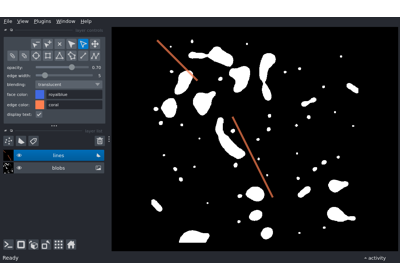 File View Plugins Window Help
opacity: 0.70
edge width: 5
blending: translucent
face color: royalblue
edge color: coral
display text:
lines
blobs
Ready
activity